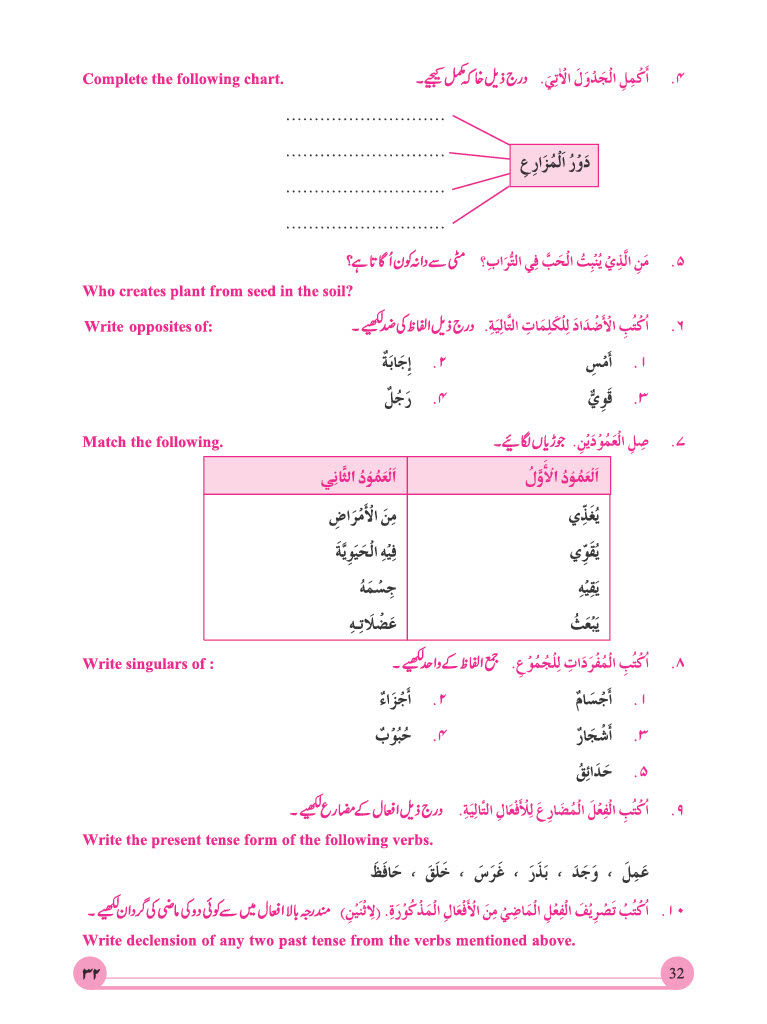 ۴. أَكْمِلِ الْجَدْوَلَ الْاٰتِيَ. درج ذیل خاکہ مکمل کیجیے۔ Complete the following chart.
............................
............................
دَوْرُ اَلْمُزَارِعِ
............................
............................
۵. مَنِ الَّذِيْ يُنْبِتُ الْحَبَّ فِي التُّرَابِ؟ مٹی سے دانہ کون اُگاتا ہے؟
Who creates plant from seed in the soil?
۶. اُكْتُبِ الْأَضْدَادَ لِلْكَلِمَاتِ التَّالِيَةِ. درج ذیل الفاظ کی ضد لکھیے۔ Write opposites of:
۱. أَمْسِ ۲. إِجَابَةٌ
۳. قَوِيٌّ ۴. رَجُلٌ
۷. صِلِ الْعَمُوْدَيْنِ. جوڑیاں لگائیے۔ Match the following.
اَلْعَمُوَدُ الْأَوَّلُ اَلْعَمُوَدُ الثَّانِي
يُغَذِّي مِنَ الْأَمْرَاضِ
يُقَوِّي فِيْهِ الْحَيَوِيَّةَ
يَقِيْهِ جِسْمَهُ
يَبْعَثُ عَضْلَاتِهِ
۸. اُكْتُبِ الْمُفْرَدَاتِ لِلْجُمُوْعِ. جمع الفاظ کے واحد لکھیے۔ Write singulars of :
۱. أَجْسَامٌ ۲. أَجْزَاءٌ
۳. أَشْجَارٌ ۴. حُبُوْبٌ
۵. حَدَائِقُ
۹. اُكْتُبِ الْفِعْلَ الْمُضَارِعَ لِلْأَفْعَالِ التَّالِيَةِ. درج ذیل افعال کے مضارع لکھیے۔
Write the present tense form of the following verbs.
عَمِلَ ، وَجَدَ ، بَذَرَ ، غَرَسَ ، خَلَقَ ، حَافَظَ
۱۰. اُكْتُبْ تَصْرِيْفَ الْفِعْلِ الْمَاضِيْ مِنَ الْأَفْعَالِ الْمَذْكُوْرَةِ. (لِاثْنَيْنِ) مندرجہ بالا افعال میں سے کوئی دو کی ماضی کی گردان لکھیے۔
Write declension of any two past tense from the verbs mentioned above.
۳۲ 32